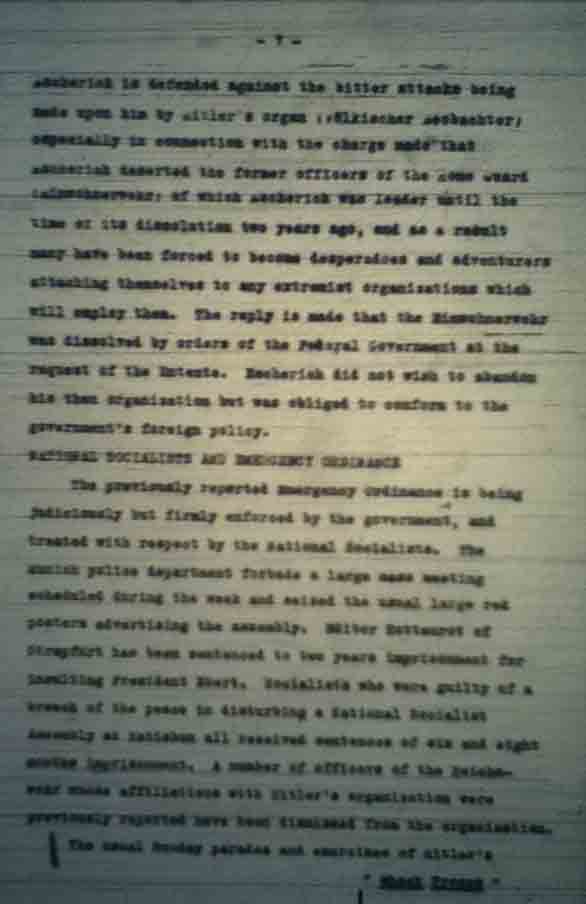 - 7 -
Escherich is defended against the bitter attacks being
made upon him by Hitler's organ (Völkischer Beobachter)
especially in connection with the charge made that
Escherich deserted the former officers of the Home Guard
(Einwohnerwehr) of which Escherich was leader until the
time of its dissolution two years ago, and as a result
many have been forced to become desperadoes and adventurers
attaching themselves to any extremist organizations which
will employ them. The reply is made that the Einwohnerwehr
was dissolved by orders of the Federal Government at the
request of the Entente. Escherich did not wish to abandon
his then organization but was obliged to conform to the
government's foreign policy.
NATIONAL SOCIALISTS AND EMERGENCY ORDINANCE
The previously reported Emergency Ordinance is being
judiciously but firmly enforced by the government, and
treated with respect by the National Socialists. The
Munich police department forbade a large mass meeting
scheduled during the week and seized the usual large red
posters advertising the assembly. Editor of
has been sentenced to two years imprisonment for
insulting President Ebert. Socialists who were guilty of a
breach of the peace in disturbing a National Socialist
Assembly at Ratisbon all received sentences of six and eight
months imprisonment. A number of officers of the Reichs-
wehr whose affiliations with Hitler's organization were
previously reported have been dismissed from the organization.
The usual Sunday parades and exercises of Hitler's
" Shock Troops "